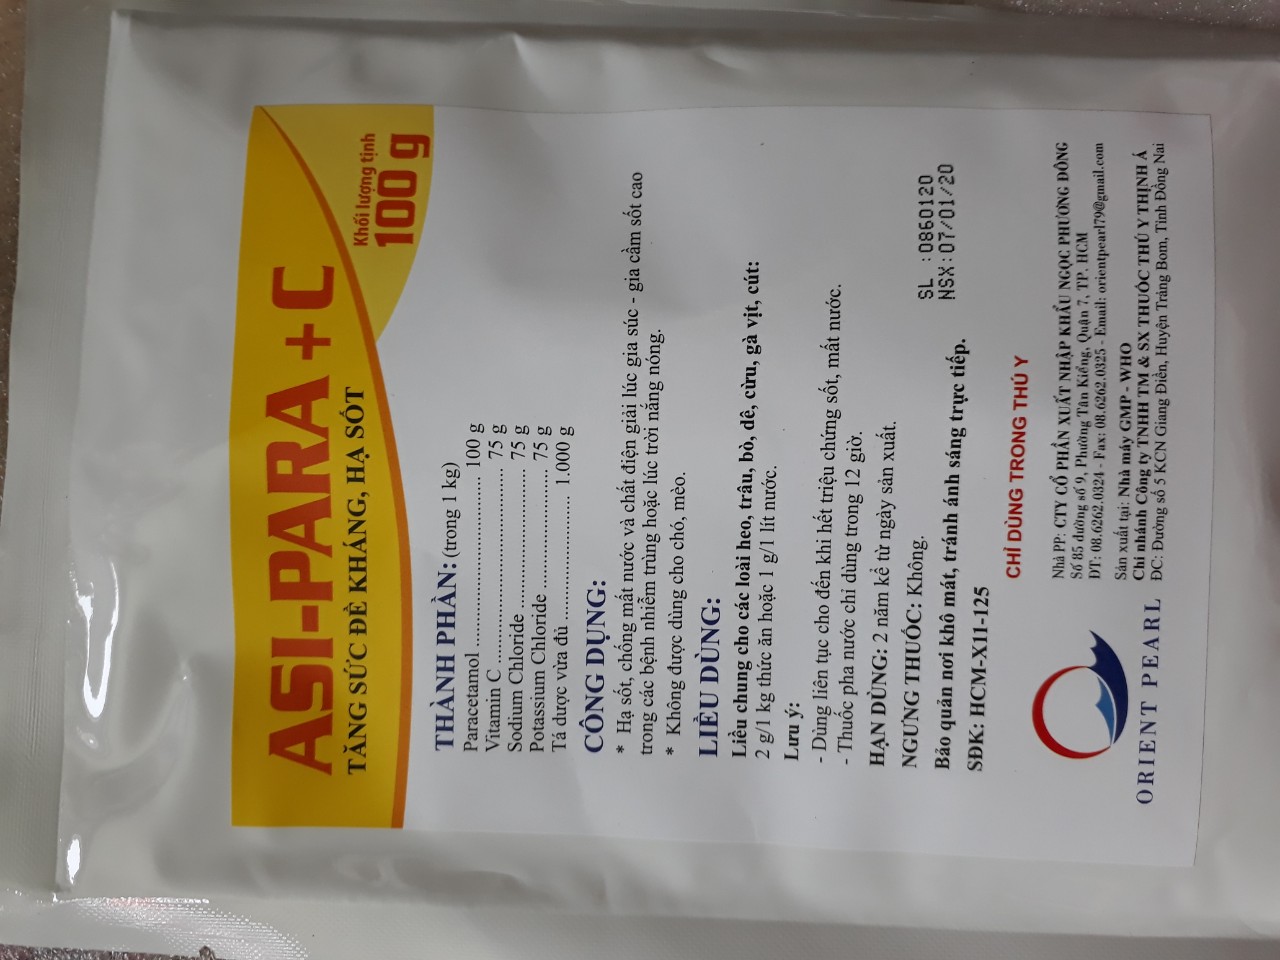 ASI-PARA + C
TĂNG SỨC ĐỀ KHÁNG, HẠ SỐT
Khối lượng tịnh
100 g
THÀNH PHẦN: (trong 1 kg)
Paracetamol ........................ 100 g
Vitamin C ............................ 75 g
Sodium Chloride ................. 75 g
Potassium Chloride .............. 75 g
Tá dược vừa đủ .................. 1.000 g
CÔNG DỤNG:
* Hạ sốt, chống mất nước và chất điện giải lúc gia súc - gia cầm sốt cao
trong các bệnh nhiễm trùng hoặc lúc trời nắng nóng.
* Không được dùng cho chó, mèo.
LIỀU DÙNG:
Liều chung cho các loài heo, trâu, bò, dê, cừu, gà vịt, cút:
2 g/1 kg thức ăn hoặc 1 g/1 lít nước.
Lưu ý:
- Dùng liên tục cho đến khi hết triệu chứng sốt, mất nước.
- Thuốc pha nước chỉ dùng trong 12 giờ.
HẠN DÙNG: 2 năm kể từ ngày sản xuất.
NGƯNG THUỐC: Không.
Bảo quản nơi khô mát, tránh ánh sáng trực tiếp.
SĐK: HCM-X11-125
SL :0860120
NSX:07/01/20
CHỈ DÙNG TRONG THÚ Y
Nhà PP: CTY CỔ PHẦN XUẤT NHẬP KHẨU NGỌC PHƯƠNG ĐÔNG
Số 85 đường số 9, Phường Tân Kiểng, Quận 7, TP. HCM
ĐT: 08.6262.0324 - Fax: 08.6262.0325 - Email: orientpearl79@gmail.com
Sản xuất tại: Nhà máy GMP - WHO
Chi nhánh Công ty TNHH TM & SX THUỐC THÚ Y THỊNH Á
ĐC: Đường số 5 KCN Giang Điền, Huyện Trảng Bom, Tỉnh Đồng Nai
ORIENT PEARL